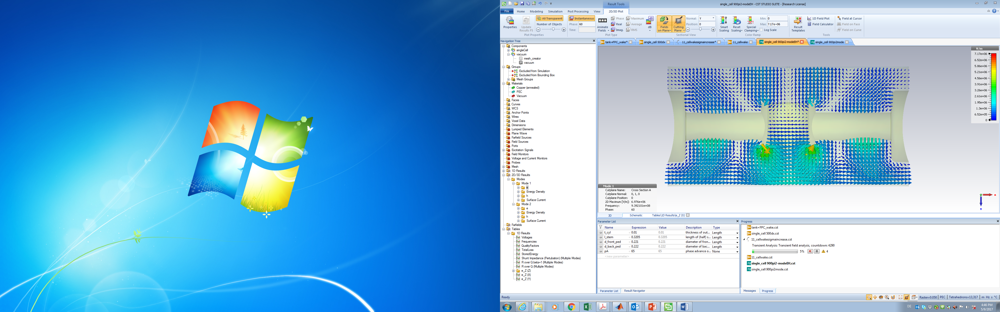 Result Tools
single_cell 900pi2-modeEH - CST STUDIO SUITE - [Research License]
File Home Modeling Simulation Post Processing View 2D/3D Plot
Properties
Update Results F5
All Transparent
Number of Objects
Plot Properties
Instantaneous
Phase: 60
Time:
Animate Fields
Phase
Real
Imag.
Maximum
Average
RMS
dB
dB
Plot Type
Fields on Plane
Cutting Plane
Normal: Y
Position: 0
Sectional View
Smart Scaling
Reset Scaling
Special Clamping
Min: 0
Max: 7.17e+06
Log Scale
Color Ramp
Result Templates
1D Field Plot
Field Calculator
Field at Cursor
Field on Face
Field on Curve
Tools
Navigation Tree
Components
singleCell
vacuum
mesh_creator
vacuum
Groups
Excluded from Simulation
Excluded from Bounding Box
Mesh Groups
Materials
Copper (annealed)
PEC
Vacuum
Faces
Curves
WCS
Anchor Points
Wires
Voxel Data
Dimensions
Lumped Elements
Plane Wave
Farfield Sources
Field Sources
Ports
Excitation Signals
Field Monitors
Voltage and Current Monitors
Probes
Mesh
1D Results
2D/3D Results
Modes
Mode 1
e
Energy Density
h
Surface Current
Mode 2
e
Energy Density
h
Surface Current
Farfields
Tables
1D Results
Voltages
Frequencies
QualityFactors
TotalLoss
StoredEnergy
Shunt Impedance (Pertubation) (Multiple Modes)
R over Q beta=1 (Multiple Modes)
R over Q (Multiple Modes)
e_Z (Z)
e_Z (X)
e_Z (Y)
tank+FPC_wake* single_cell 500dx 11_cellwakesigmaincrease* 11_cellwake single_cell 900pi2-modeEH* single_cell 900pi2mode
V/m
7.17e+06
6.52e+06
5.86e+06
5.21e+06
4.56e+06
3.91e+06
3.26e+06
2.61e+06
1.95e+06
1.3e+06
6.52e+05
0
Mode 1
Cutplane Name: Cross Section A
Cutplane Normal: 0, 1, 0
Cutplane Position: 0
2D Maximum [V/m]: 6.976e+06
Frequency: 9.392101e+08
Phase: 60
x
z
3D Schematic Tables\1D Results\e_Z (X)
Parameter List
Name Expression Value Description Type
t_cyl = 0.01 0.01 thickness of out... Length
l_stem = 0.3205 0.3205 length of (half) s... Length
d_front_ped = 0.221 0.221 diameter of fron... Length
d_back_ped = 0.222 0.222 diameter of bac... Length
pA = 65 65 phase advance o... None
<new parameter>
Parameter List Result Navigator
Progress
tank+FPC_wake.cst
single_cell 500dx.cst
11_cellwakesigmaincrease.cst
Transient Analysis: Transient field analysis, countdown: 4290
5% 4
11_cellwake.cst
single_cell 900pi2-modeEH.cst
single_cell 900pi2mode.cst
Messages Progress
Ready
Raster=0.050 PEC Tetrahedrons=13,317 m Hz s °C
DE
4:46 PM
5/9/2017